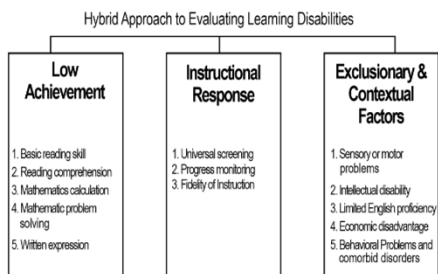 Hybrid Approach to Evaluating Learning Disabilities
Low
Achievement
1. Basic reading skill
2. Reading comprehension
3. Mathematics calculation
4. Mathematic problem
solving
5. Written expression
Instructional
Response
1. Universal screening
2. Progress monitoring
3. Fidelity of Instruction
Exclusionary &
Contextual
Factors
1. Sensory or motor
problems
2. Intellectual disability
3. Limited English proficiency
4. Economic disadvantage
5. Behavioral Problems and
comorbid disorders